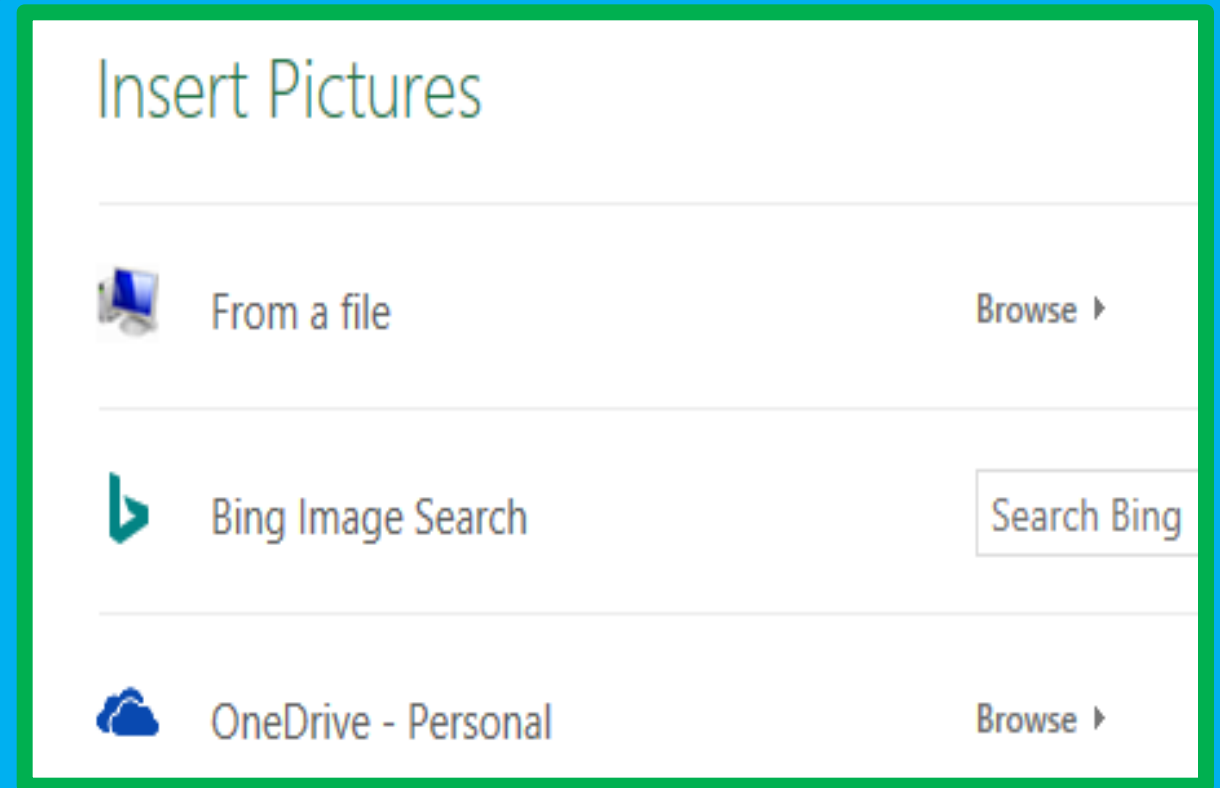 Insert Pictures
From a file Browse
Bing Image Search Search Bing
OneDrive - Personal Browse